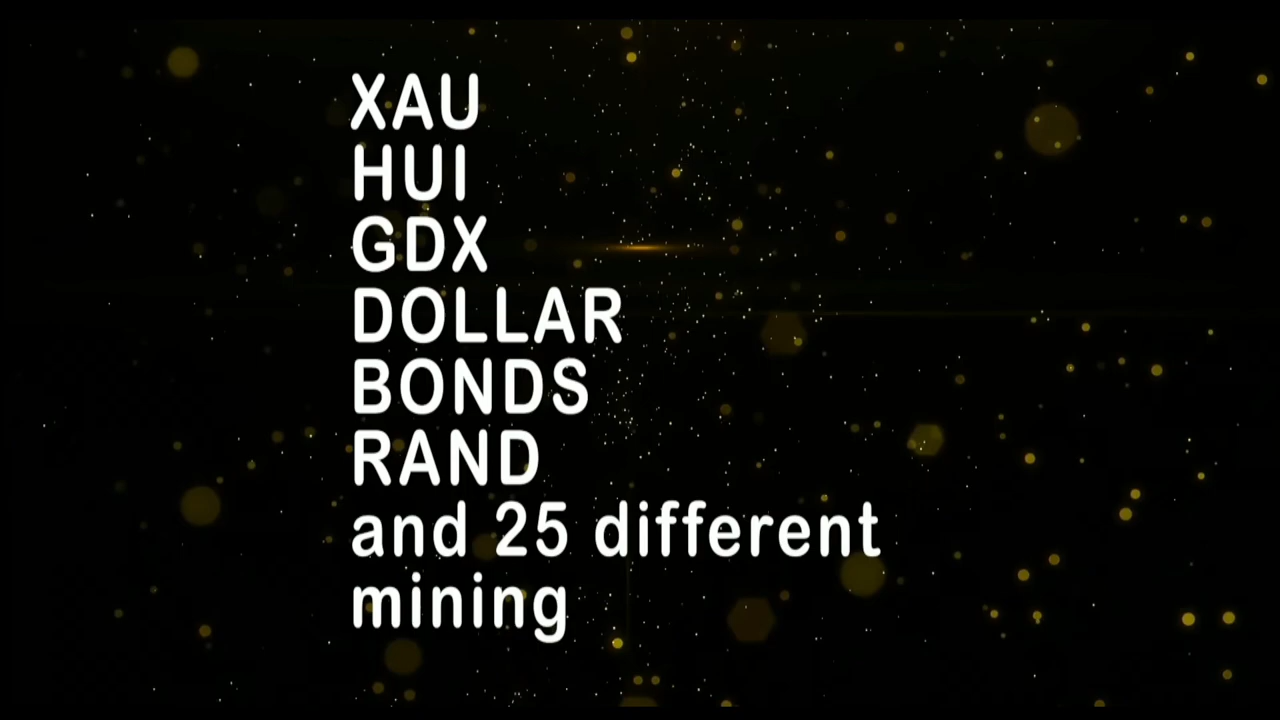 XAU
HUI
GDX
DOLLAR
BONDS
RAND
and 25 different
mining